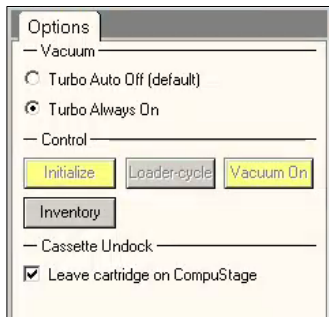 Options
Vacuum
Turbo Auto Off (default)
Turbo Always On
Control
Initialize Loader-cycle Vacuum On
Inventory
Cassette Undock
Leave cartridge on CompuStage